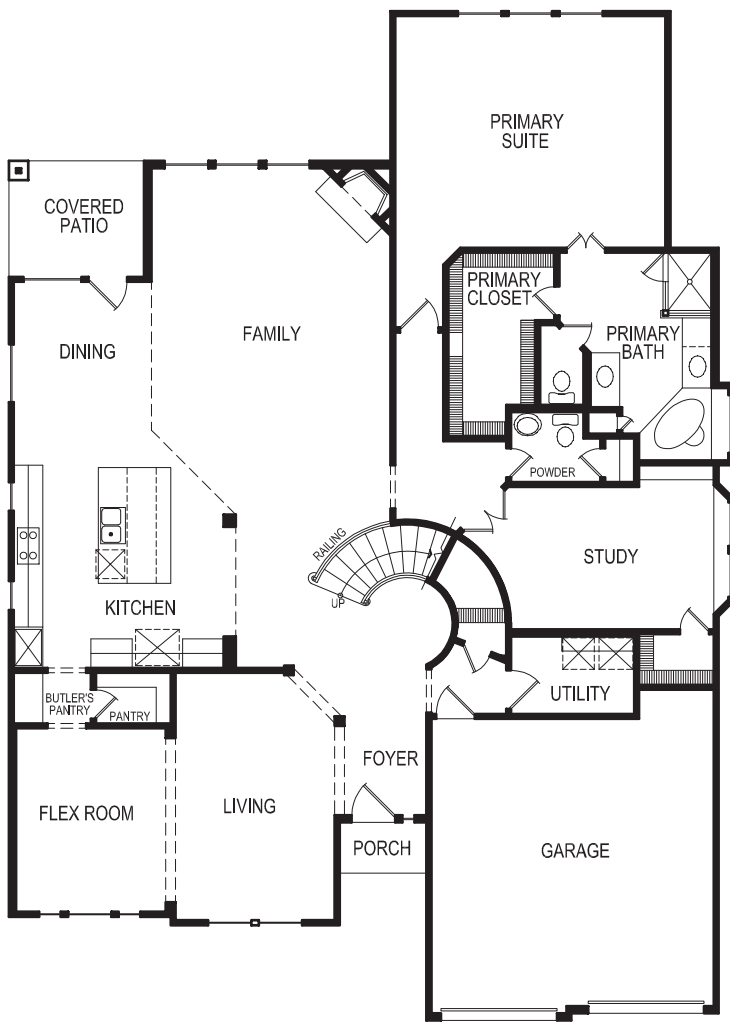 PRIMARY
SUITE
COVERED
PATIO
PRIMARY
CLOSET
FAMILY
DINING
PRIMARY
BATH
POWDER
RAILING
STUDY
UP
KITCHEN
UTILITY
BUTLER'S
PANTRY
PANTRY
FOYER
FLEX ROOM
LIVING
PORCH
GARAGE